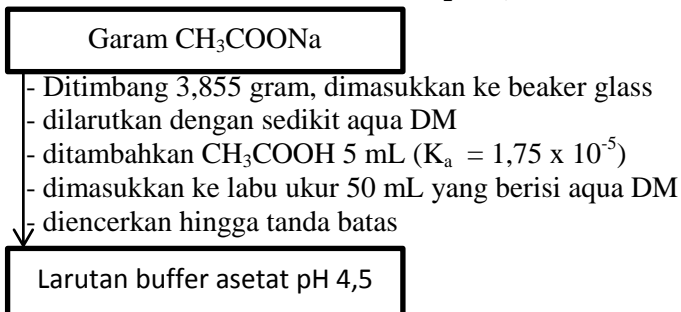 Garam CH₃COONa
- Ditimbang 3,855 gram, dimasukkan ke beaker glass
- dilarutkan dengan sedikit aqua DM
- ditambahkan CH₃COOH 5 mL (Kₐ = 1,75 x 10⁻⁵)
- dimasukkan ke labu ukur 50 mL yang berisi aqua DM
- diencerkan hingga tanda batas
Larutan buffer asetat pH 4,5